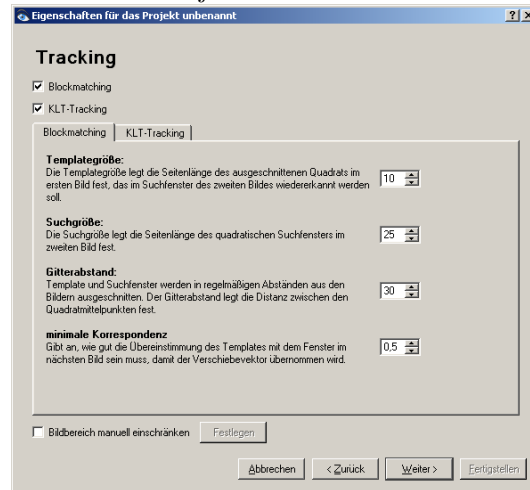 Eigenschaften für das Projekt unbenannt
Tracking
Blockmatching
KLT-Tracking
Blockmatching KLT-Tracking
Templategröße:
Die Templategröße legt die Seitenlänge des ausgeschnittenen Quadrats im
ersten Bild fest, das im Suchfenster des zweiten Bildes wiedererkannt werden
soll.
10
Suchgröße:
Die Suchgröße legt die Seitenlänge des quadratischen Suchfensters im
zweiten Bild fest.
25
Gitterabstand:
Template und Suchfenster werden in regelmäßigen Abständen aus den
Bildern ausgeschnitten. Der Gitterabstand legt die Distanz zwischen den
Quadratmittelpunkten fest.
30
minimale Korrespondenz
Gibt an, wie gut die Übereinstimmung des Templates mit dem Fenster im
nächsten Bild sein muss, damit der Verschiebevektor übernommen wird.
0,5
Bildbereich manuell einschränken Festlegen
Abbrechen < Zurück Weiter > Fertigstellen